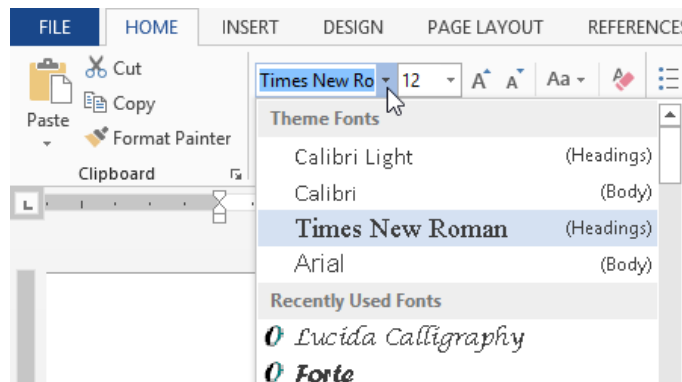 FILE HOME INSERT DESIGN PAGE LAYOUT REFERENCES
Cut
Copy
Format Painter
Paste
Clipboard
Times New Ro 12 A A Aa
Theme Fonts
Calibri Light (Headings)
Calibri (Body)
Times New Roman (Headings)
Arial (Body)
Recently Used Fonts
Lucida Calligraphy
Forte